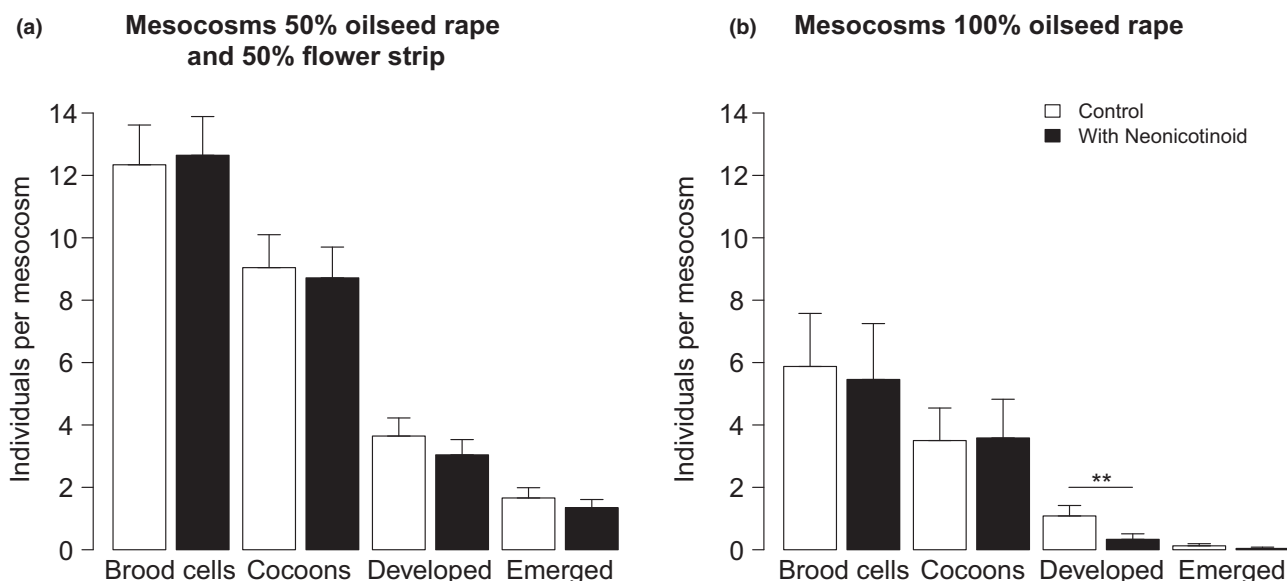 (a) Mesocosms 50% oilseed rape
and 50% flower strip
Individuals per mesocosm
14
12
10
8
6
4
2
0
Brood cells Cocoons Developed Emerged
(b) Mesocosms 100% oilseed rape
Control
With Neonicotinoid
Individuals per mesocosm
14
12
10
8
6
4
2
0
**
Brood cells Cocoons Developed Emerged